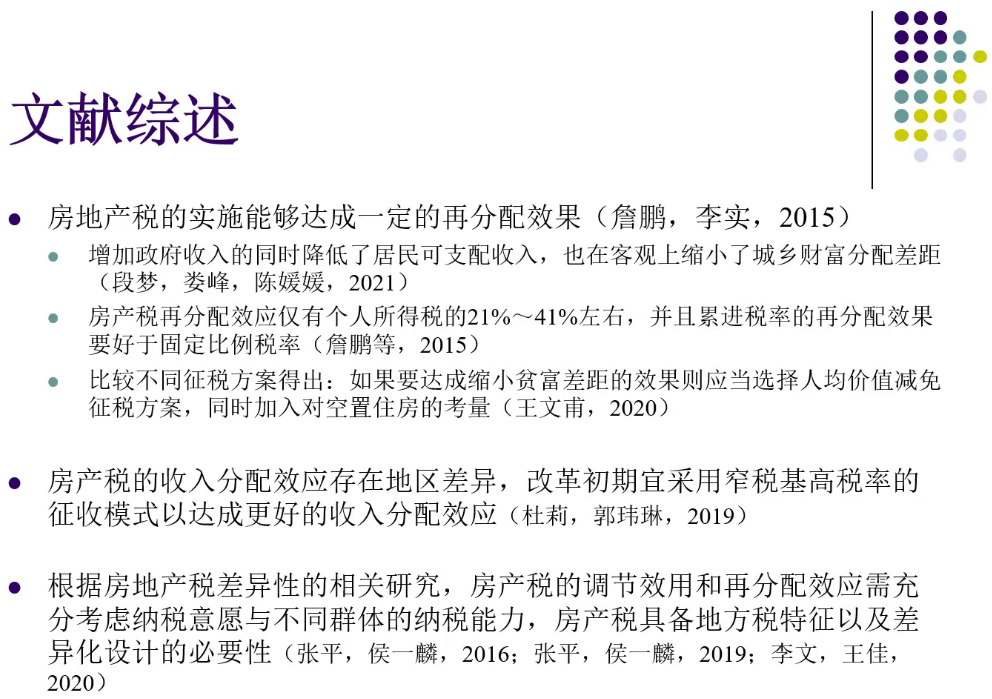 文献综述
房地产税的实施能够达成一定的再分配效果（詹鹏，李实，2015）
增加政府收入的同时降低了居民可支配收入，也在客观上缩小了城乡财富分配差距
（段梦，娄峰，陈媛媛，2021）
房产税再分配效应仅有个人所得税的21%～41%左右，并且累进税率的再分配效果
要好于固定比例税率（詹鹏等，2015）
比较不同征税方案得出：如果要达成缩小贫富差距的效果则应当选择人均价值减免
征税方案，同时加入对空置住房的考量（王文甫，2020）
房产税的收入分配效应存在地区差异，改革初期宜采用窄税基高税率的
征收模式以达成更好的收入分配效应（杜莉，郭玮琳，2019）
根据房地产税差异性的相关研究，房产税的调节效用和再分配效应需充
分考虑纳税意愿与不同群体的纳税能力，房产税具备地方税特征以及差
异化设计的必要性（张平，侯一麟，2016；张平，侯一麟，2019；李文，王佳，
2020）